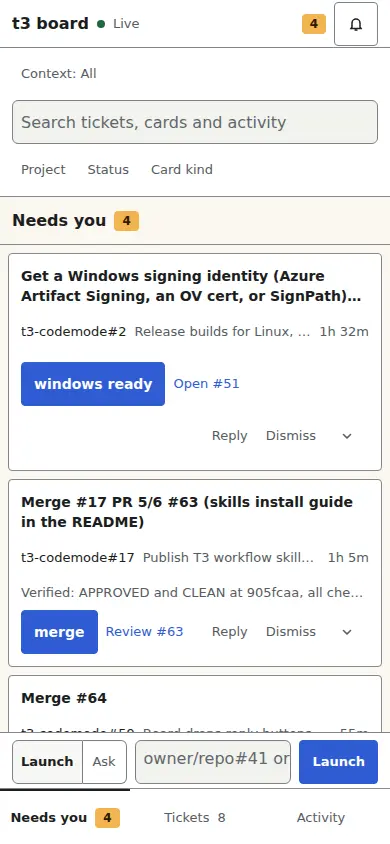 t3 board Live 4
Context: All
Search tickets, cards and activity
Project Status Card kind
Needs you 4
Get a Windows signing identity (Azure
Artifact Signing, an OV cert, or SignPath)…
t3-codemode#2 Release builds for Linux, … 1h 32m
windows ready Open #51
Reply Dismiss
Merge #17 PR 5/6 #63 (skills install guide
in the README)
t3-codemode#17 Publish T3 workflow skill… 1h 5m
Verified: APPROVED and CLEAN at 905fcaa, all che…
merge Review #63 Reply Dismiss
Merge #64
Launch Ask owner/repo#41 or Launch
Needs you 4 Tickets 8 Activity